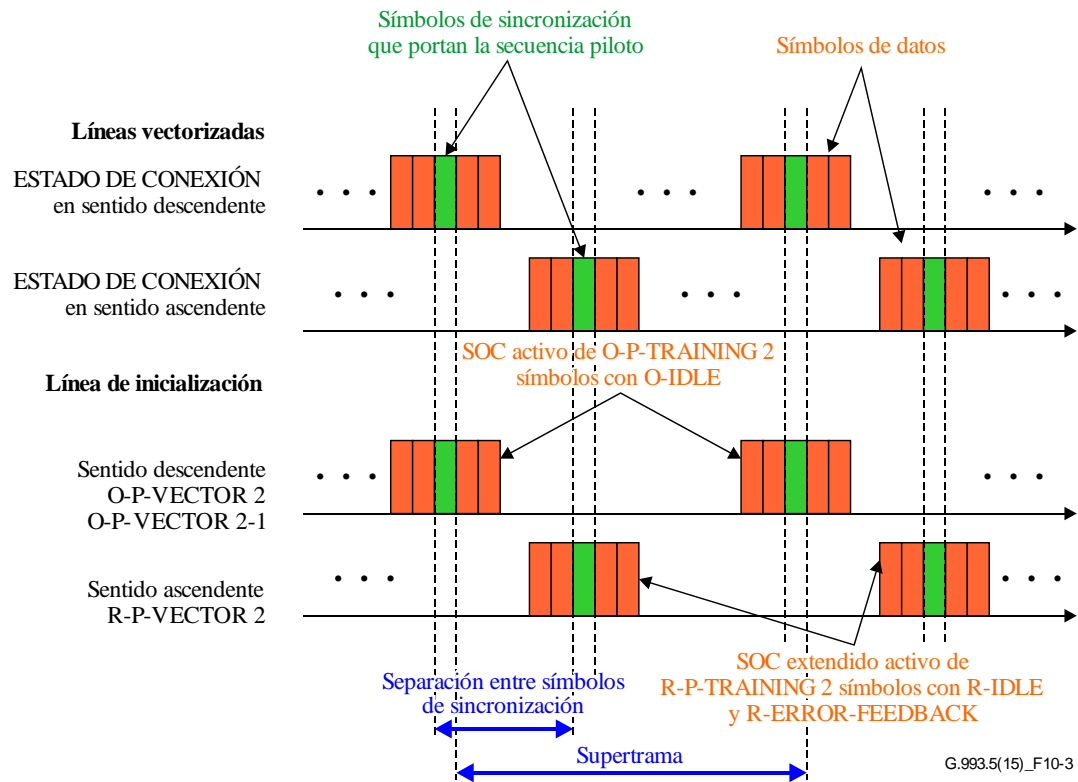 Símbolos de sincronización
que portan la secuencia piloto
Símbolos de datos
Líneas vectorizadas
ESTADO DE CONEXIÓN
en sentido descendente
ESTADO DE CONEXIÓN
en sentido ascendente
SOC activo de O-P-TRAINING 2
símbolos con O-IDLE
Línea de inicialización
Sentido descendente
O-P-VECTOR 2
O-P-VECTOR 2-1
Sentido ascendente
R-P-VECTOR 2
SOC extendido activo de
R-P-TRAINING 2 símbolos con R-IDLE
y R-ERROR-FEEDBACK
Separación entre símbolos
de sincronización
Supertrama
G.993.5(15)_F10-3